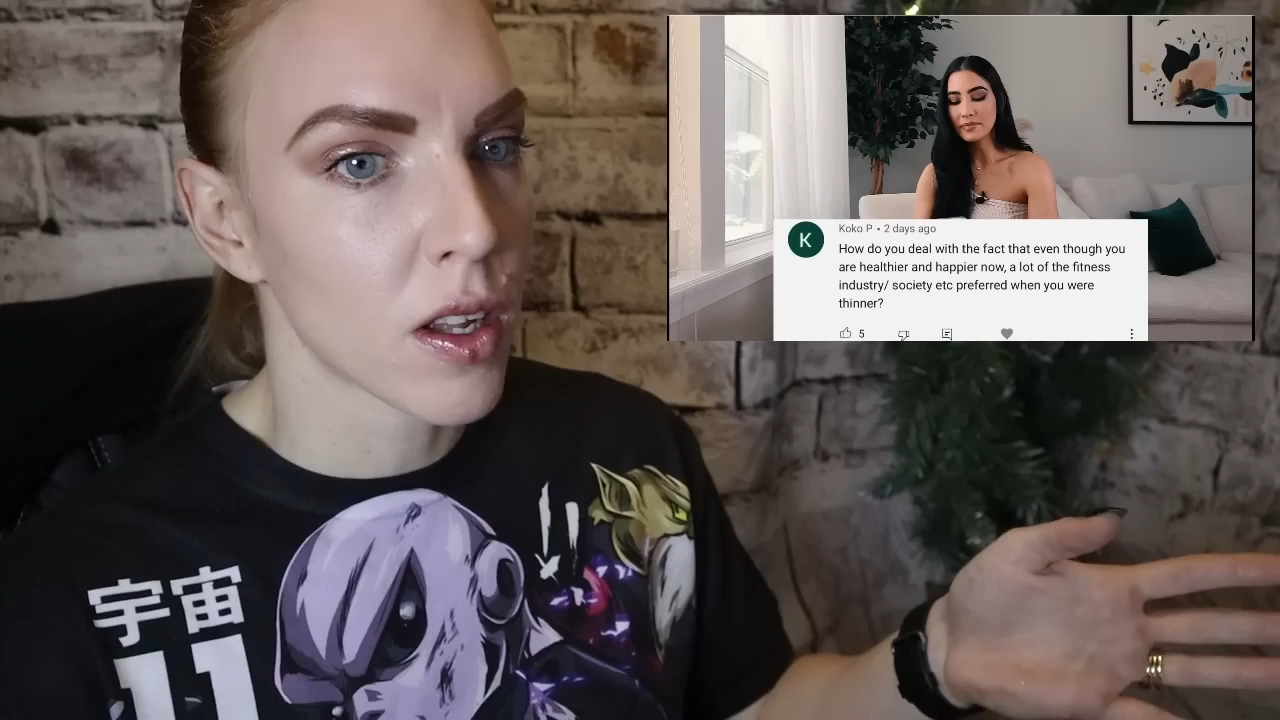 K
Koko P • 2 days ago
How do you deal with the fact that even though you
are healthier and happier now, a lot of the fitness
industry/ society etc preferred when you were
thinner?
5
宇宙
11